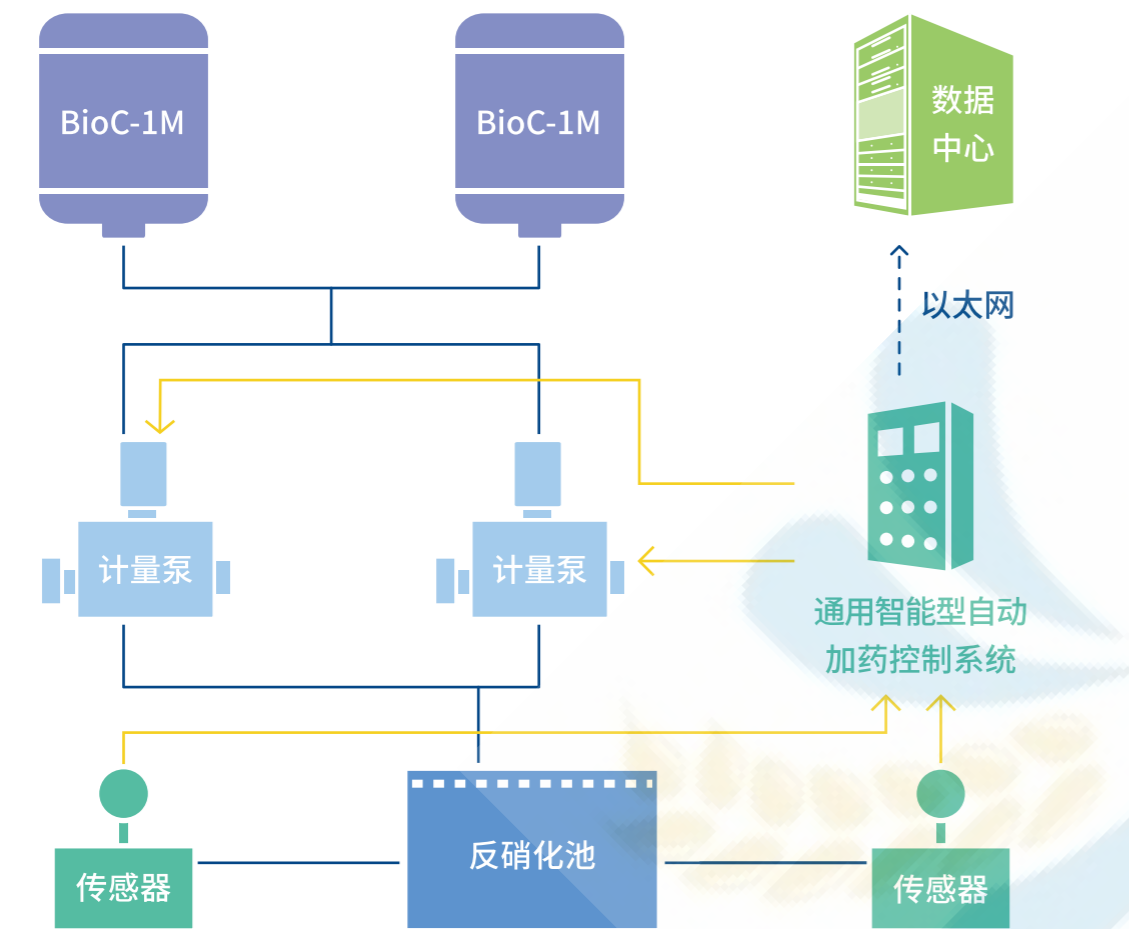 BioC-1M
BioC-1M
数据
中心
以太网
计量泵
计量泵
通用智能型自动
加药控制系统
传感器
反硝化池
传感器